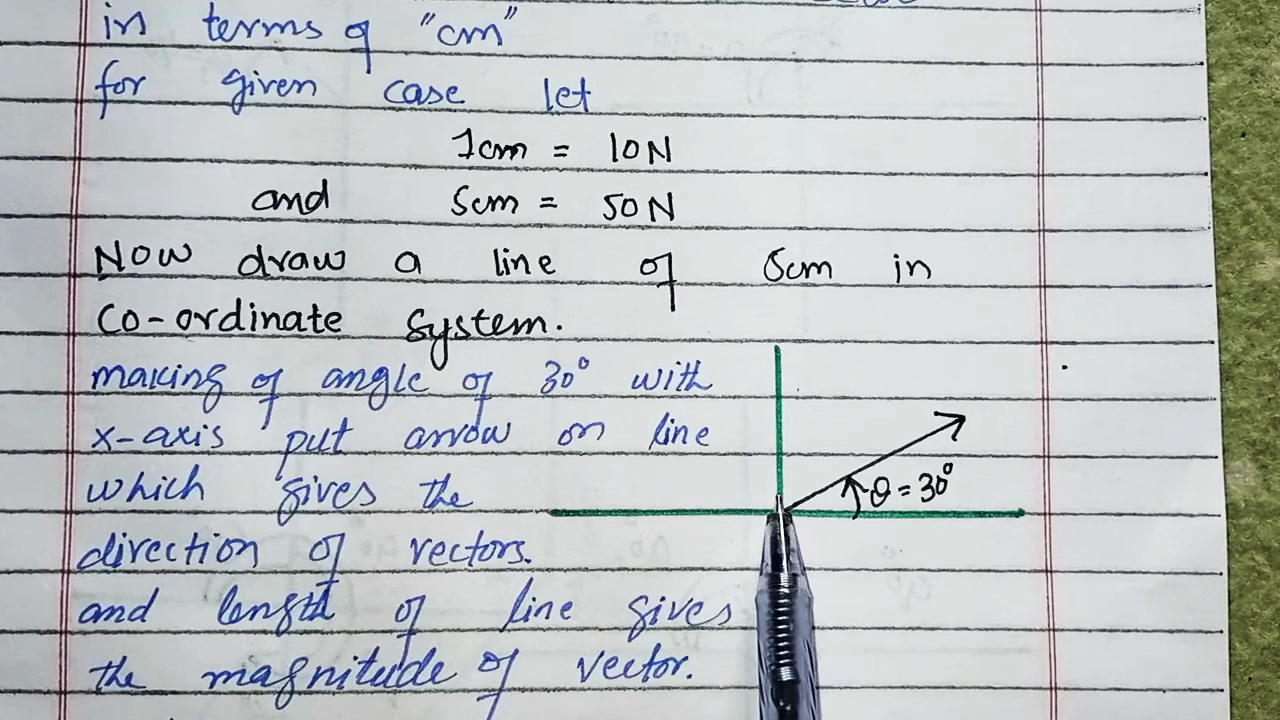 in terms of "cm"
for given case let
1cm = 10N
and 5cm = 50N
Now draw a line of 5cm in
Co-ordinate system.
making of angle of 30° with
x-axis put arrow on line
which gives the
direction of vectors.
and length of line gives
the magnitude of vector.
θ = 30°